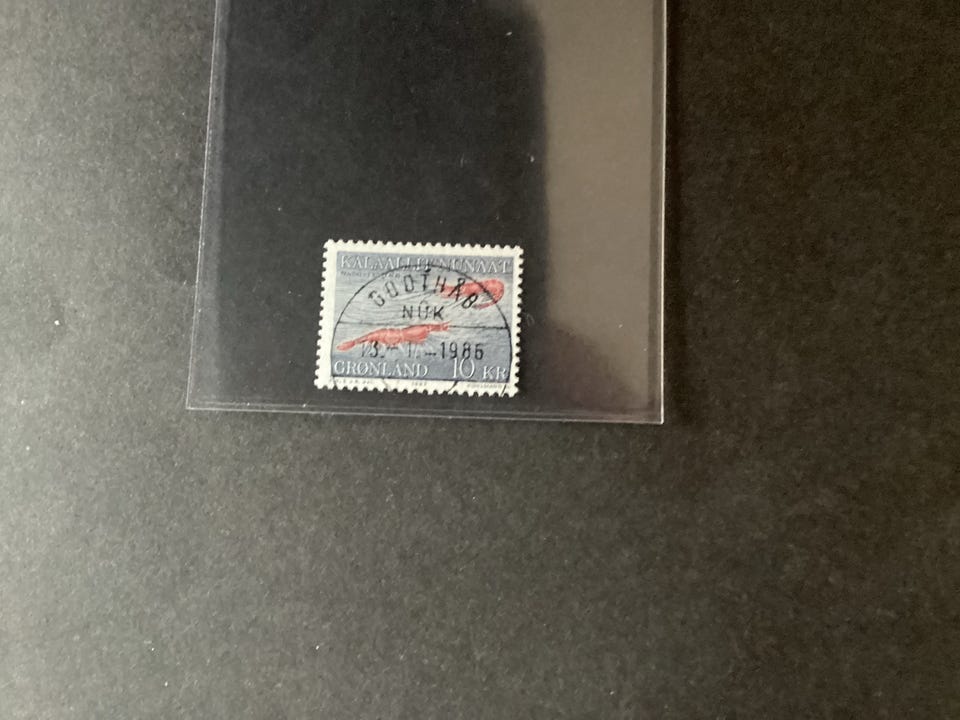 KALAALLIT NUNAAT
GODTHÅB
NUK
-1986
GRØNLAND 10 KR